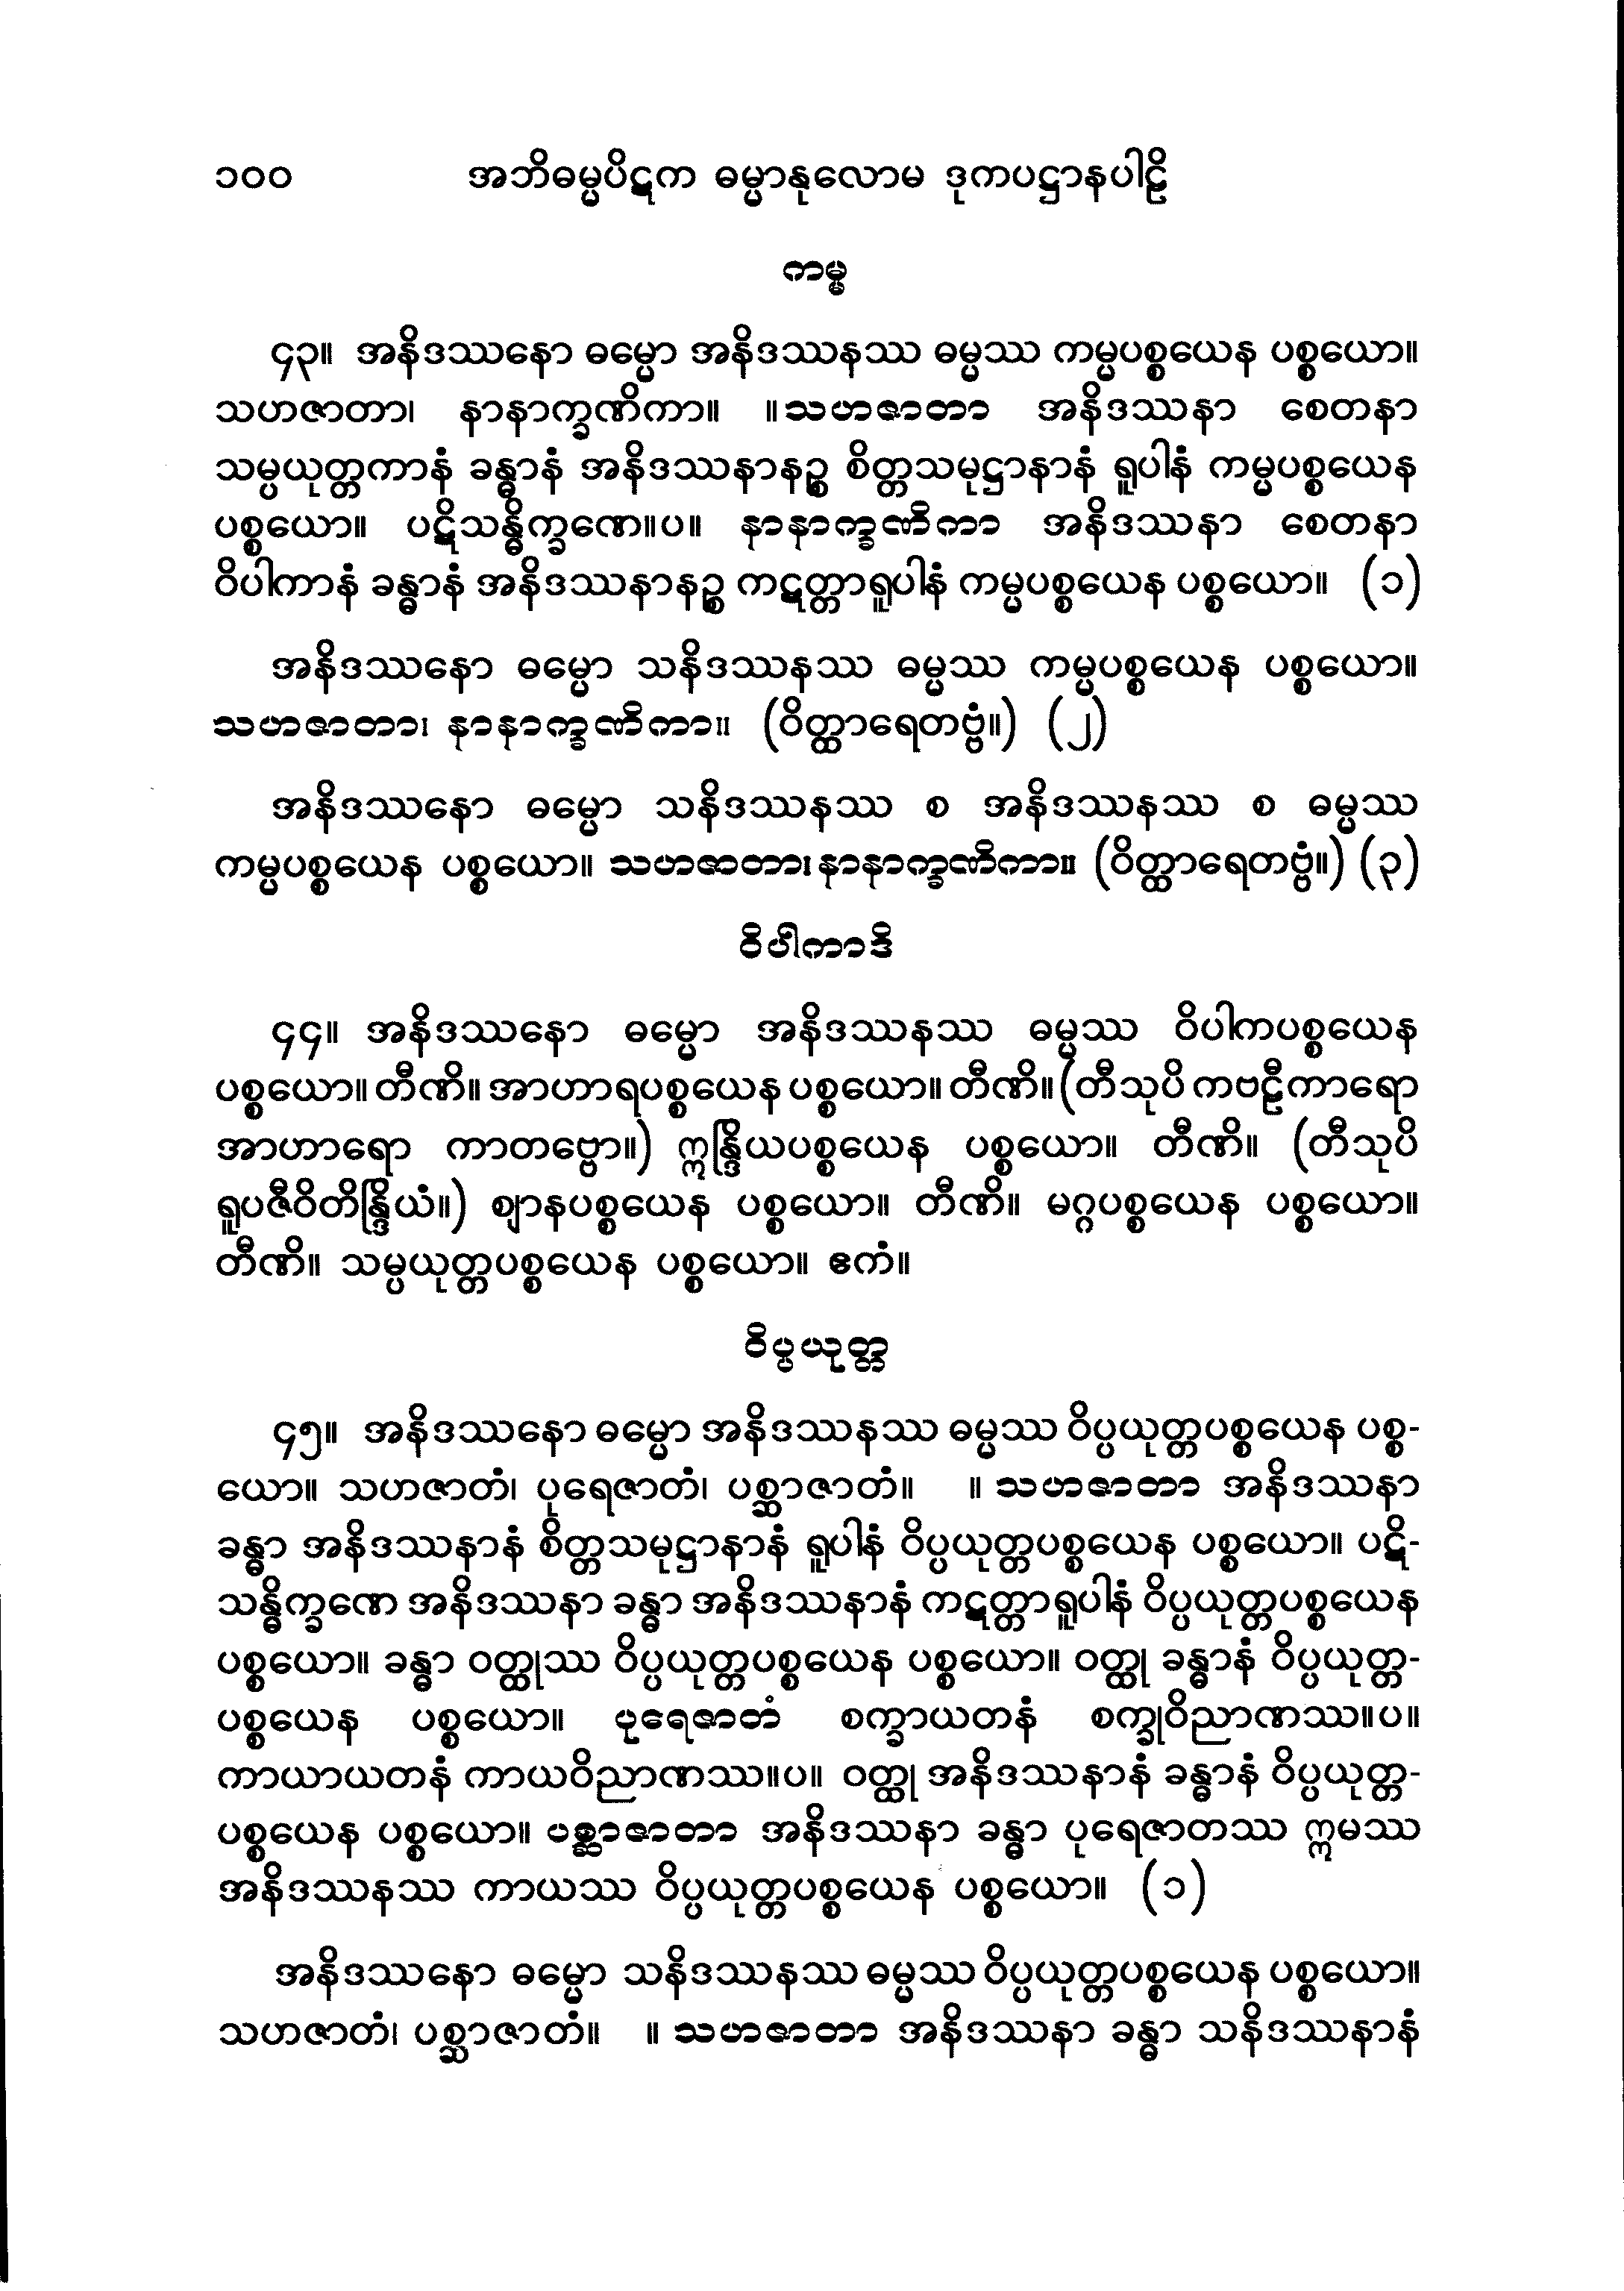 ၁၀၀ အဘိဓမ္မပိဋက ဓမ္မာနုလောမ ဒုကပဋ္ဌာနပါဠိ
ကမ္မ
၄၃။ အနိဒဿနော ဓမ္မော အနိဒဿနဿ ဓမ္မဿ ကမ္မပစ္စယေန ပစ္စယော။
သဟဇာတာ၊ နာနာက္ခဏိကာ။ ။သဟဇာတာ အနိဒဿနာ စေတနာ
သမ္ပယုတ္တကာနံ ခန္ဓာနံ အနိဒဿနာနဉ္စ စိတ္တသမုဋ္ဌာနာနံ ရူပါနံ ကမ္မပစ္စယေန
ပစ္စယော။ ပဋိသန္ဓိက္ခဏေ။ပ။ နာနာက္ခဏိကာ အနိဒဿနာ စေတနာ
ဝိပါကာနံ ခန္ဓာနံ အနိဒဿနာနဉ္စ ကဋတ္တာရူပါနံ ကမ္မပစ္စယေန ပစ္စယော။ (၁)
အနိဒဿနော ဓမ္မော သနိဒဿနဿ ဓမ္မဿ ကမ္မပစ္စယေန ပစ္စယော။
သဟဇာတာ၊ နာနာက္ခဏိကာ။ (ဝိတ္ထာရေတဗ္ဗံ။) (၂)
အနိဒဿနော ဓမ္မော သနိဒဿနဿ စ အနိဒဿနဿ စ ဓမ္မဿ
ကမ္မပစ္စယေန ပစ္စယော။ သဟဇာတာ၊ နာနာက္ခဏိကာ။ (ဝိတ္ထာရေတဗ္ဗံ။) (၃)
ဝိပါကာဒိ
၄၄။ အနိဒဿနော ဓမ္မော အနိဒဿနဿ ဓမ္မဿ ဝိပါကပစ္စယေန
ပစ္စယော။ တီဏိ။ အာဟာရပစ္စယေန ပစ္စယော။ တီဏိ။ (တီသုပိ ကဗဠီကာရော
အာဟာရော ကာတဗ္ဗော။) ဣန္ဒြိယပစ္စယေန ပစ္စယော။ တီဏိ။ (တီသုပိ
ရူပဇီဝိတိန္ဒြိယံ။) ဈာနပစ္စယေန ပစ္စယော။ တီဏိ။ မဂ္ဂပစ္စယေန ပစ္စယော။
တီဏိ။ သမ္ပယုတ္တပစ္စယေန ပစ္စယော။ ဧကံ။
ဝိပ္ပယုတ္တ
၄၅။ အနိဒဿနော ဓမ္မော အနိဒဿနဿ ဓမ္မဿ ဝိပ္ပယုတ္တပစ္စယေန ပစ္စ-
ယော။ သဟဇာတံ၊ ပုရေဇာတံ၊ ပစ္ဆာဇာတံ။ ။ သဟဇာတာ အနိဒဿနာ
ခန္ဓာ အနိဒဿနာနံ စိတ္တသမုဋ္ဌာနာနံ ရူပါနံ ဝိပ္ပယုတ္တပစ္စယေန ပစ္စယော။ ပဋိ-
သန္ဓိက္ခဏေ အနိဒဿနာ ခန္ဓာ အနိဒဿနာနံ ကဋတ္တာရူပါနံ ဝိပ္ပယုတ္တပစ္စယေန
ပစ္စယော။ ခန္ဓာ ဝတ္ထုဿ ဝိပ္ပယုတ္တပစ္စယေန ပစ္စယော။ ဝတ္ထု ခန္ဓာနံ ဝိပ္ပယုတ္တ-
ပစ္စယေန ပစ္စယော။ ပုရေဇာတံ စက္ခာယတနံ စက္ခုဝိညာဏဿ။ပ။
ကာယာယတနံ ကာယဝိညာဏဿ။ပ။ ဝတ္ထု အနိဒဿနာနံ ခန္ဓာနံ ဝိပ္ပယုတ္တ-
ပစ္စယေန ပစ္စယော။ ပစ္ဆာဇာတာ အနိဒဿနာ ခန္ဓာ ပုရေဇာတဿ ဣမဿ
အနိဒဿနဿ ကာယဿ ဝိပ္ပယုတ္တပစ္စယေန ပစ္စယော။ (၁)
အနိဒဿနော ဓမ္မော သနိဒဿနဿ ဓမ္မဿ ဝိပ္ပယုတ္တပစ္စယေန ပစ္စယော။
သဟဇာတံ၊ ပစ္ဆာဇာတံ။ ။ သဟဇာတာ အနိဒဿနာ ခန္ဓာ သနိဒဿနာနံ